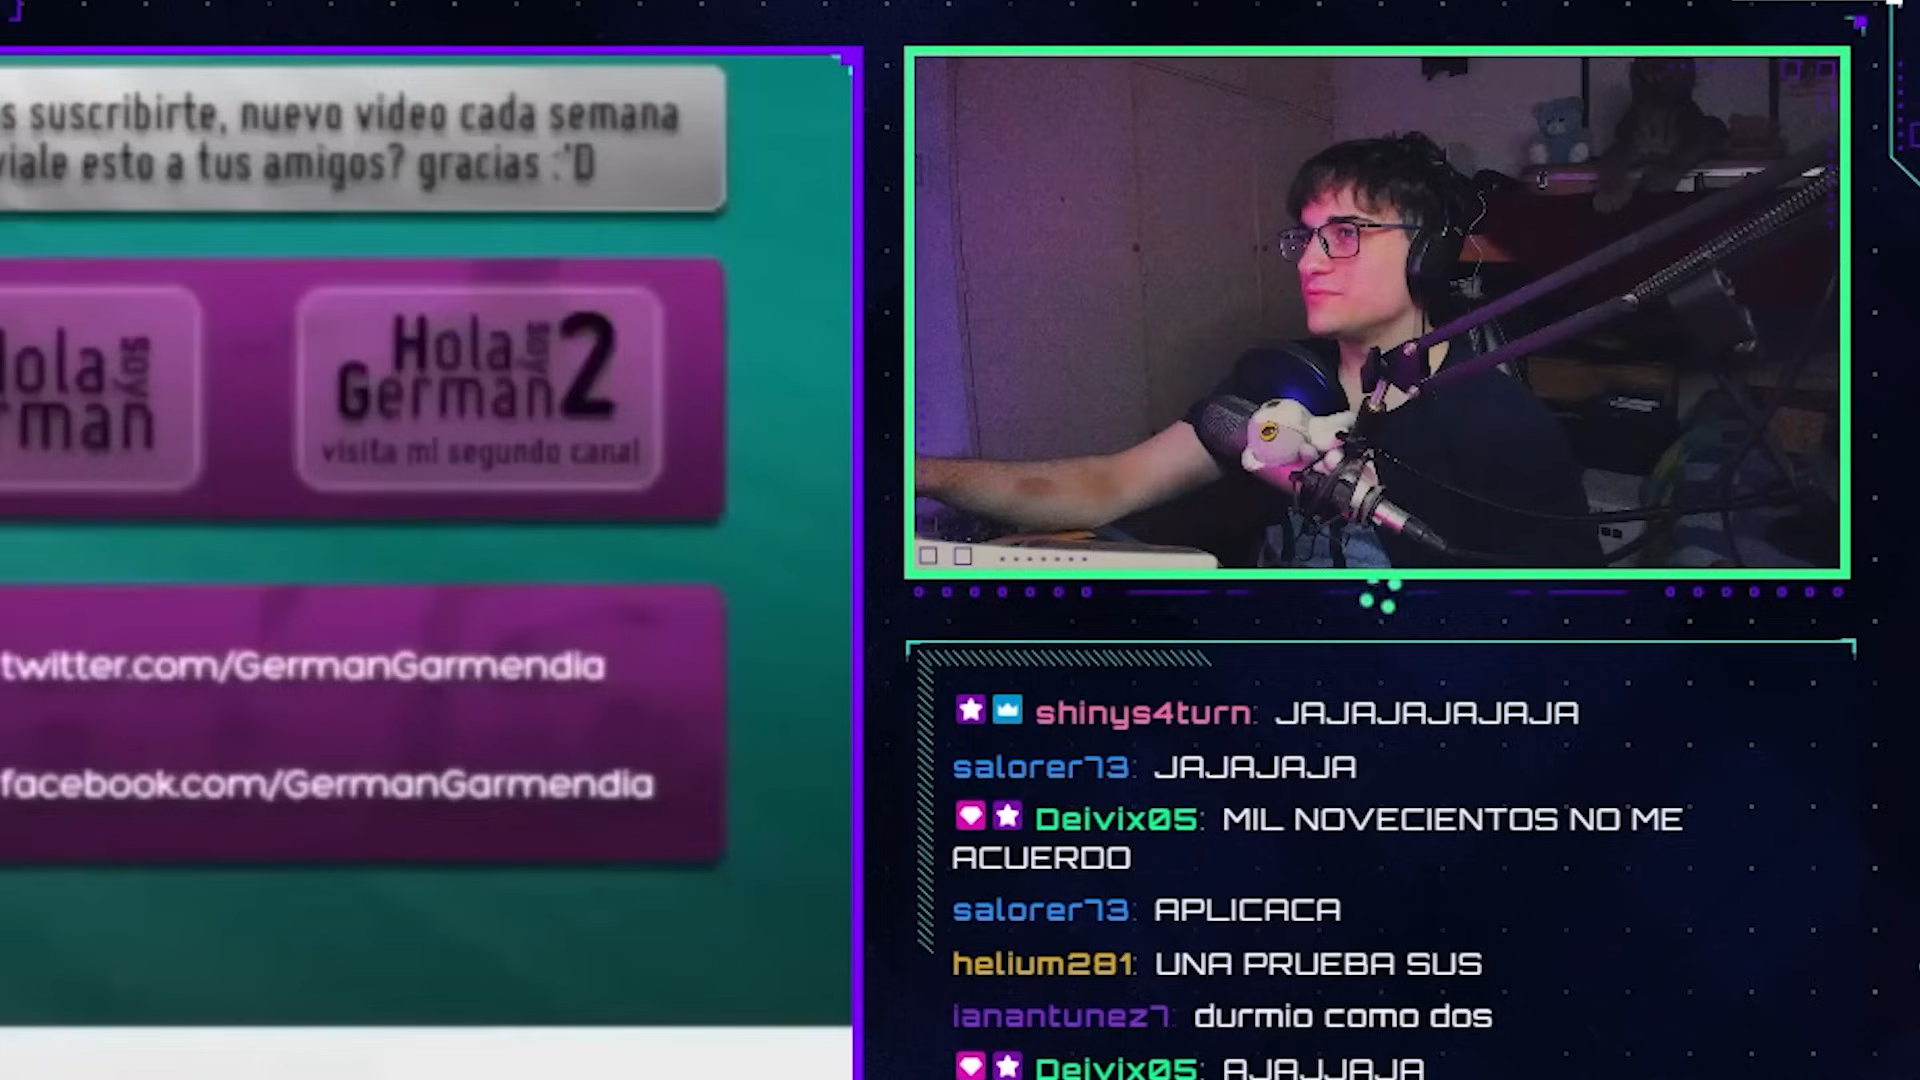 s suscribirte, nuevo video cada semana
viale esto a tus amigos? gracias :'D
Hola soy
rman
Hola soy
German 2
visita mi segundo canal
twitter.com/GermanGarmendia
facebook.com/GermanGarmendia
shinys4turn: JAJAJAJAJAJA
salorer73: JAJAJAJA
Deivix05: MIL NOVECIENTOS NO ME
ACUERDO
salorer73: APLICACA
helium281: UNA PRUEBA SUS
ianantunez7: durmio como dos
Deivix05: AJAJJAJA